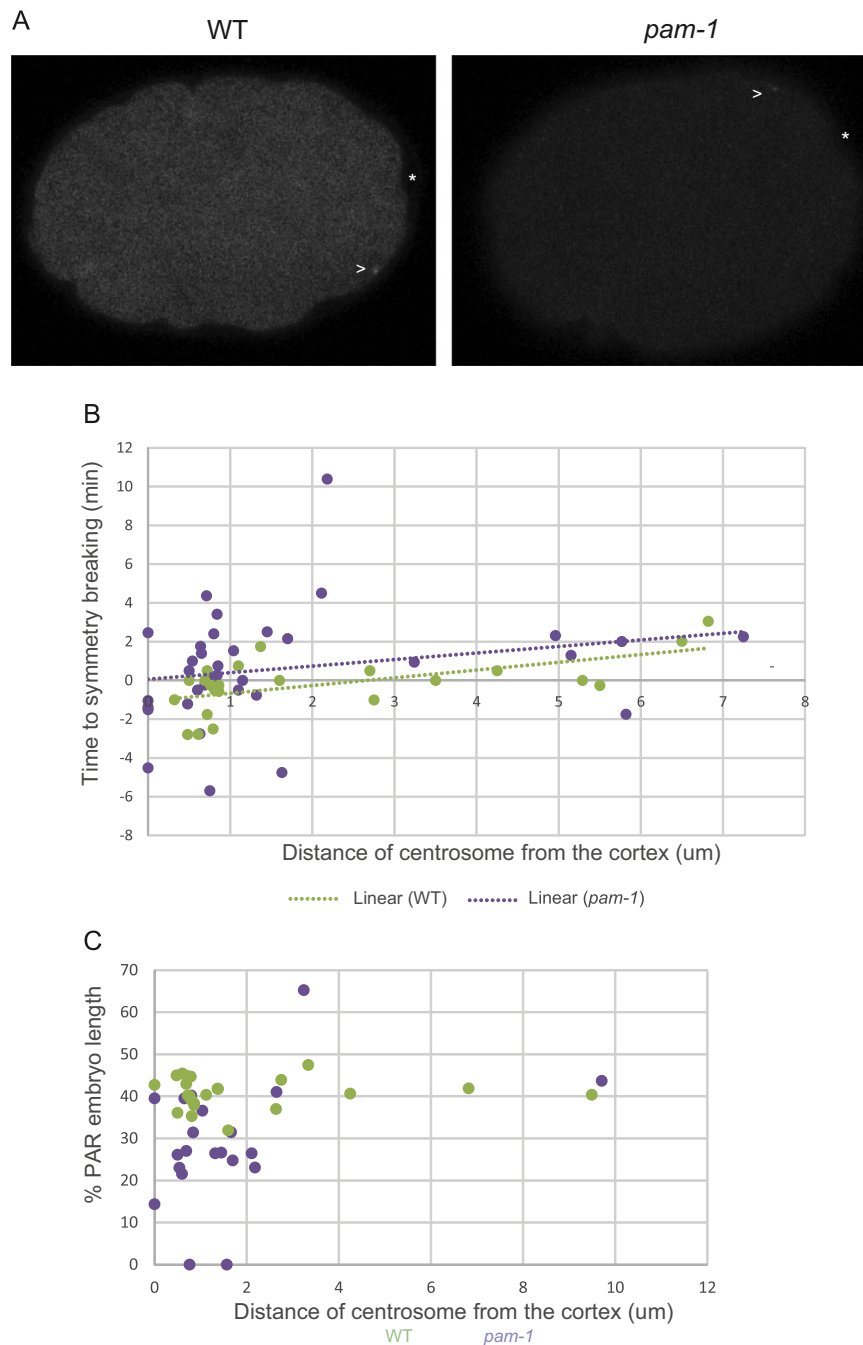 A
WT
pam-1
*
>
>
*
B
Time to symmetry breaking (min)
12
10
8
6
4
2
0
-2
-4
-6
-8
0 1 2 3 4 5 6 7 8
-
Distance of centrosome from the cortex (um)
Linear (WT) Linear (pam-1)
C
% PAR embryo length
70
60
50
40
30
20
10
0
0 2 4 6 8 10 12
Distance of centrosome from the cortex (um)
WT pam-1